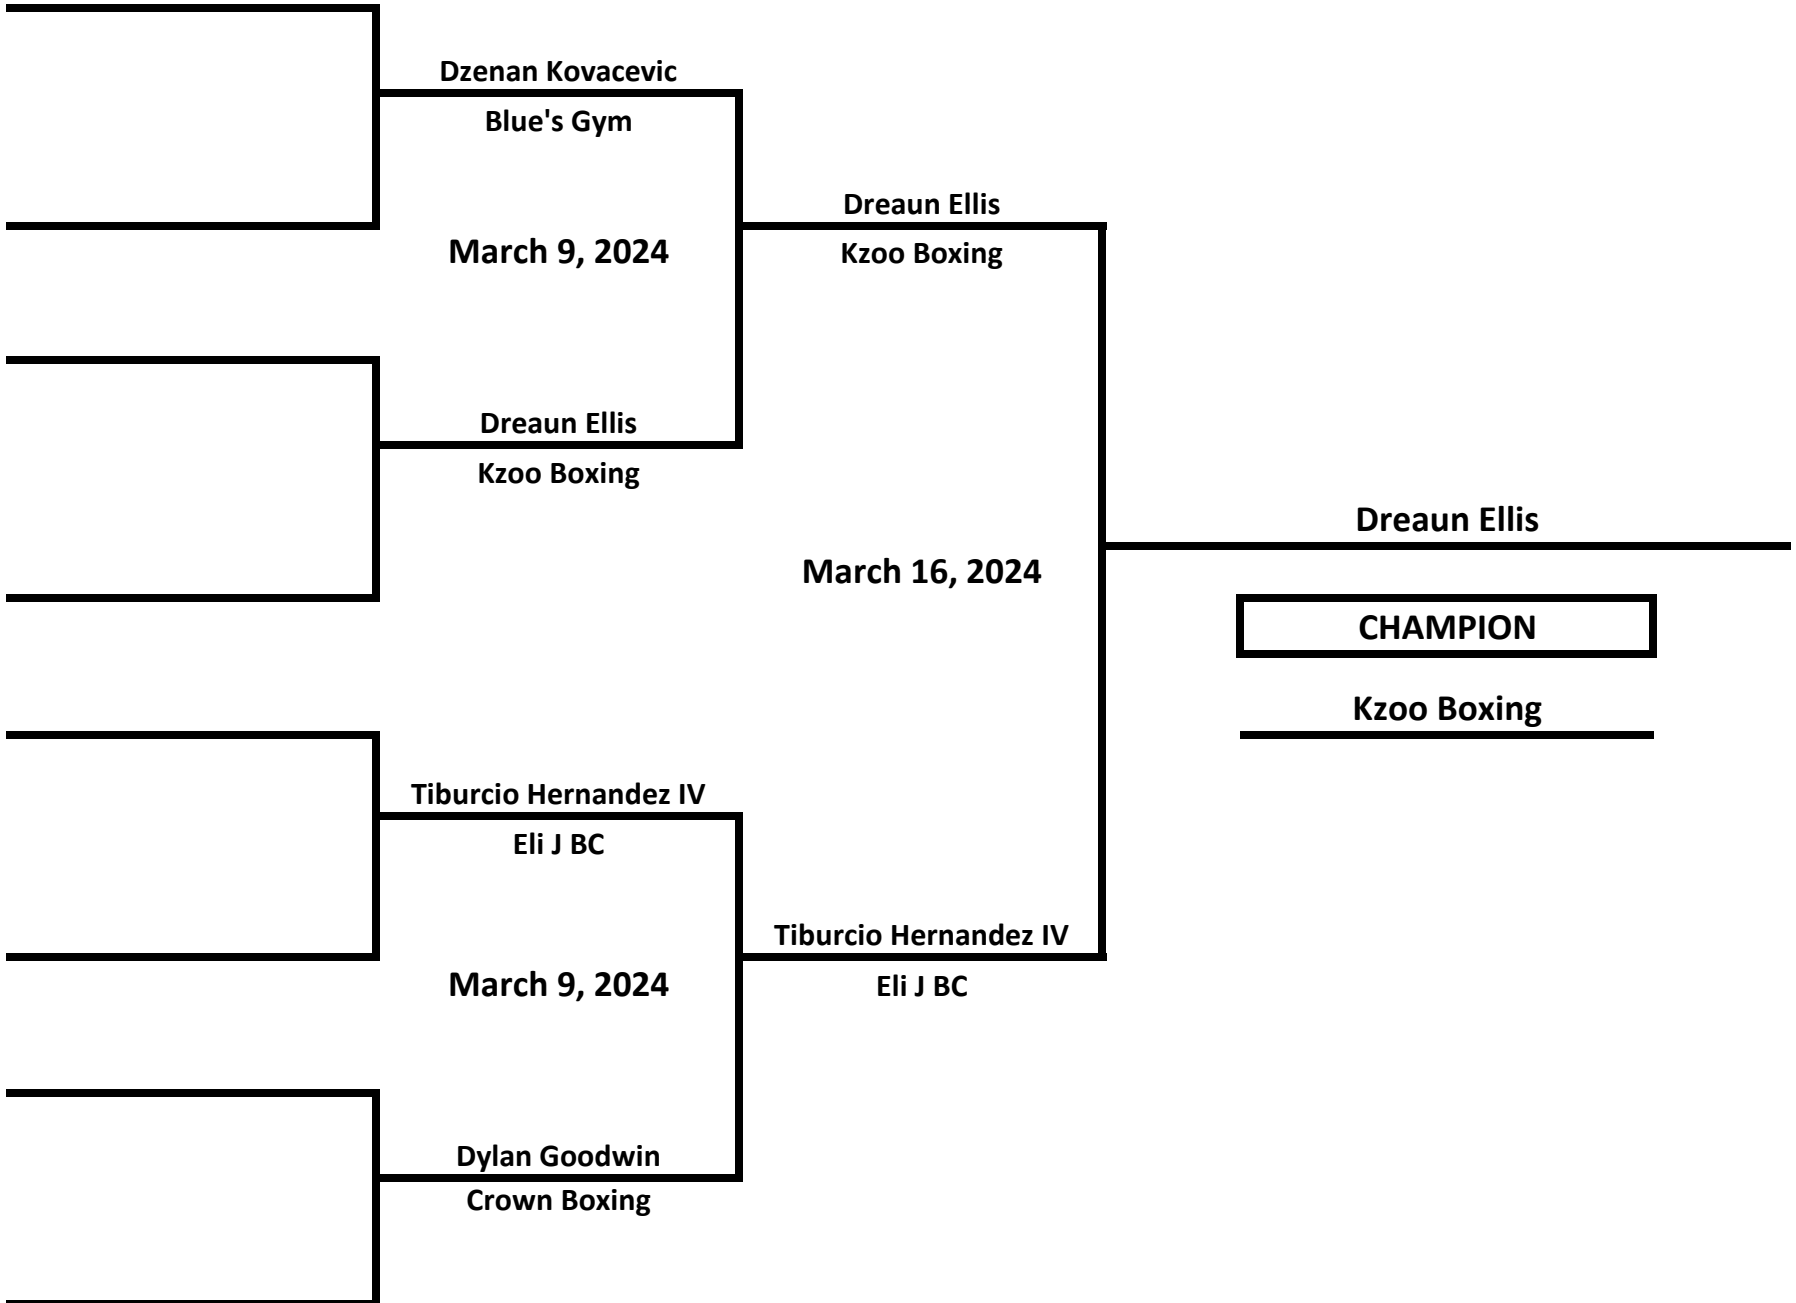 Dzenan Kovacevic
Blue's Gym
March 9, 2024
Dreaun Ellis
Kzoo Boxing
Dreaun Ellis
Kzoo Boxing
March 16, 2024
Dreaun Ellis
CHAMPION
Kzoo Boxing
Tiburcio Hernandez IV
Eli J BC
March 9, 2024
Tiburcio Hernandez IV
Eli J BC
Dylan Goodwin
Crown Boxing